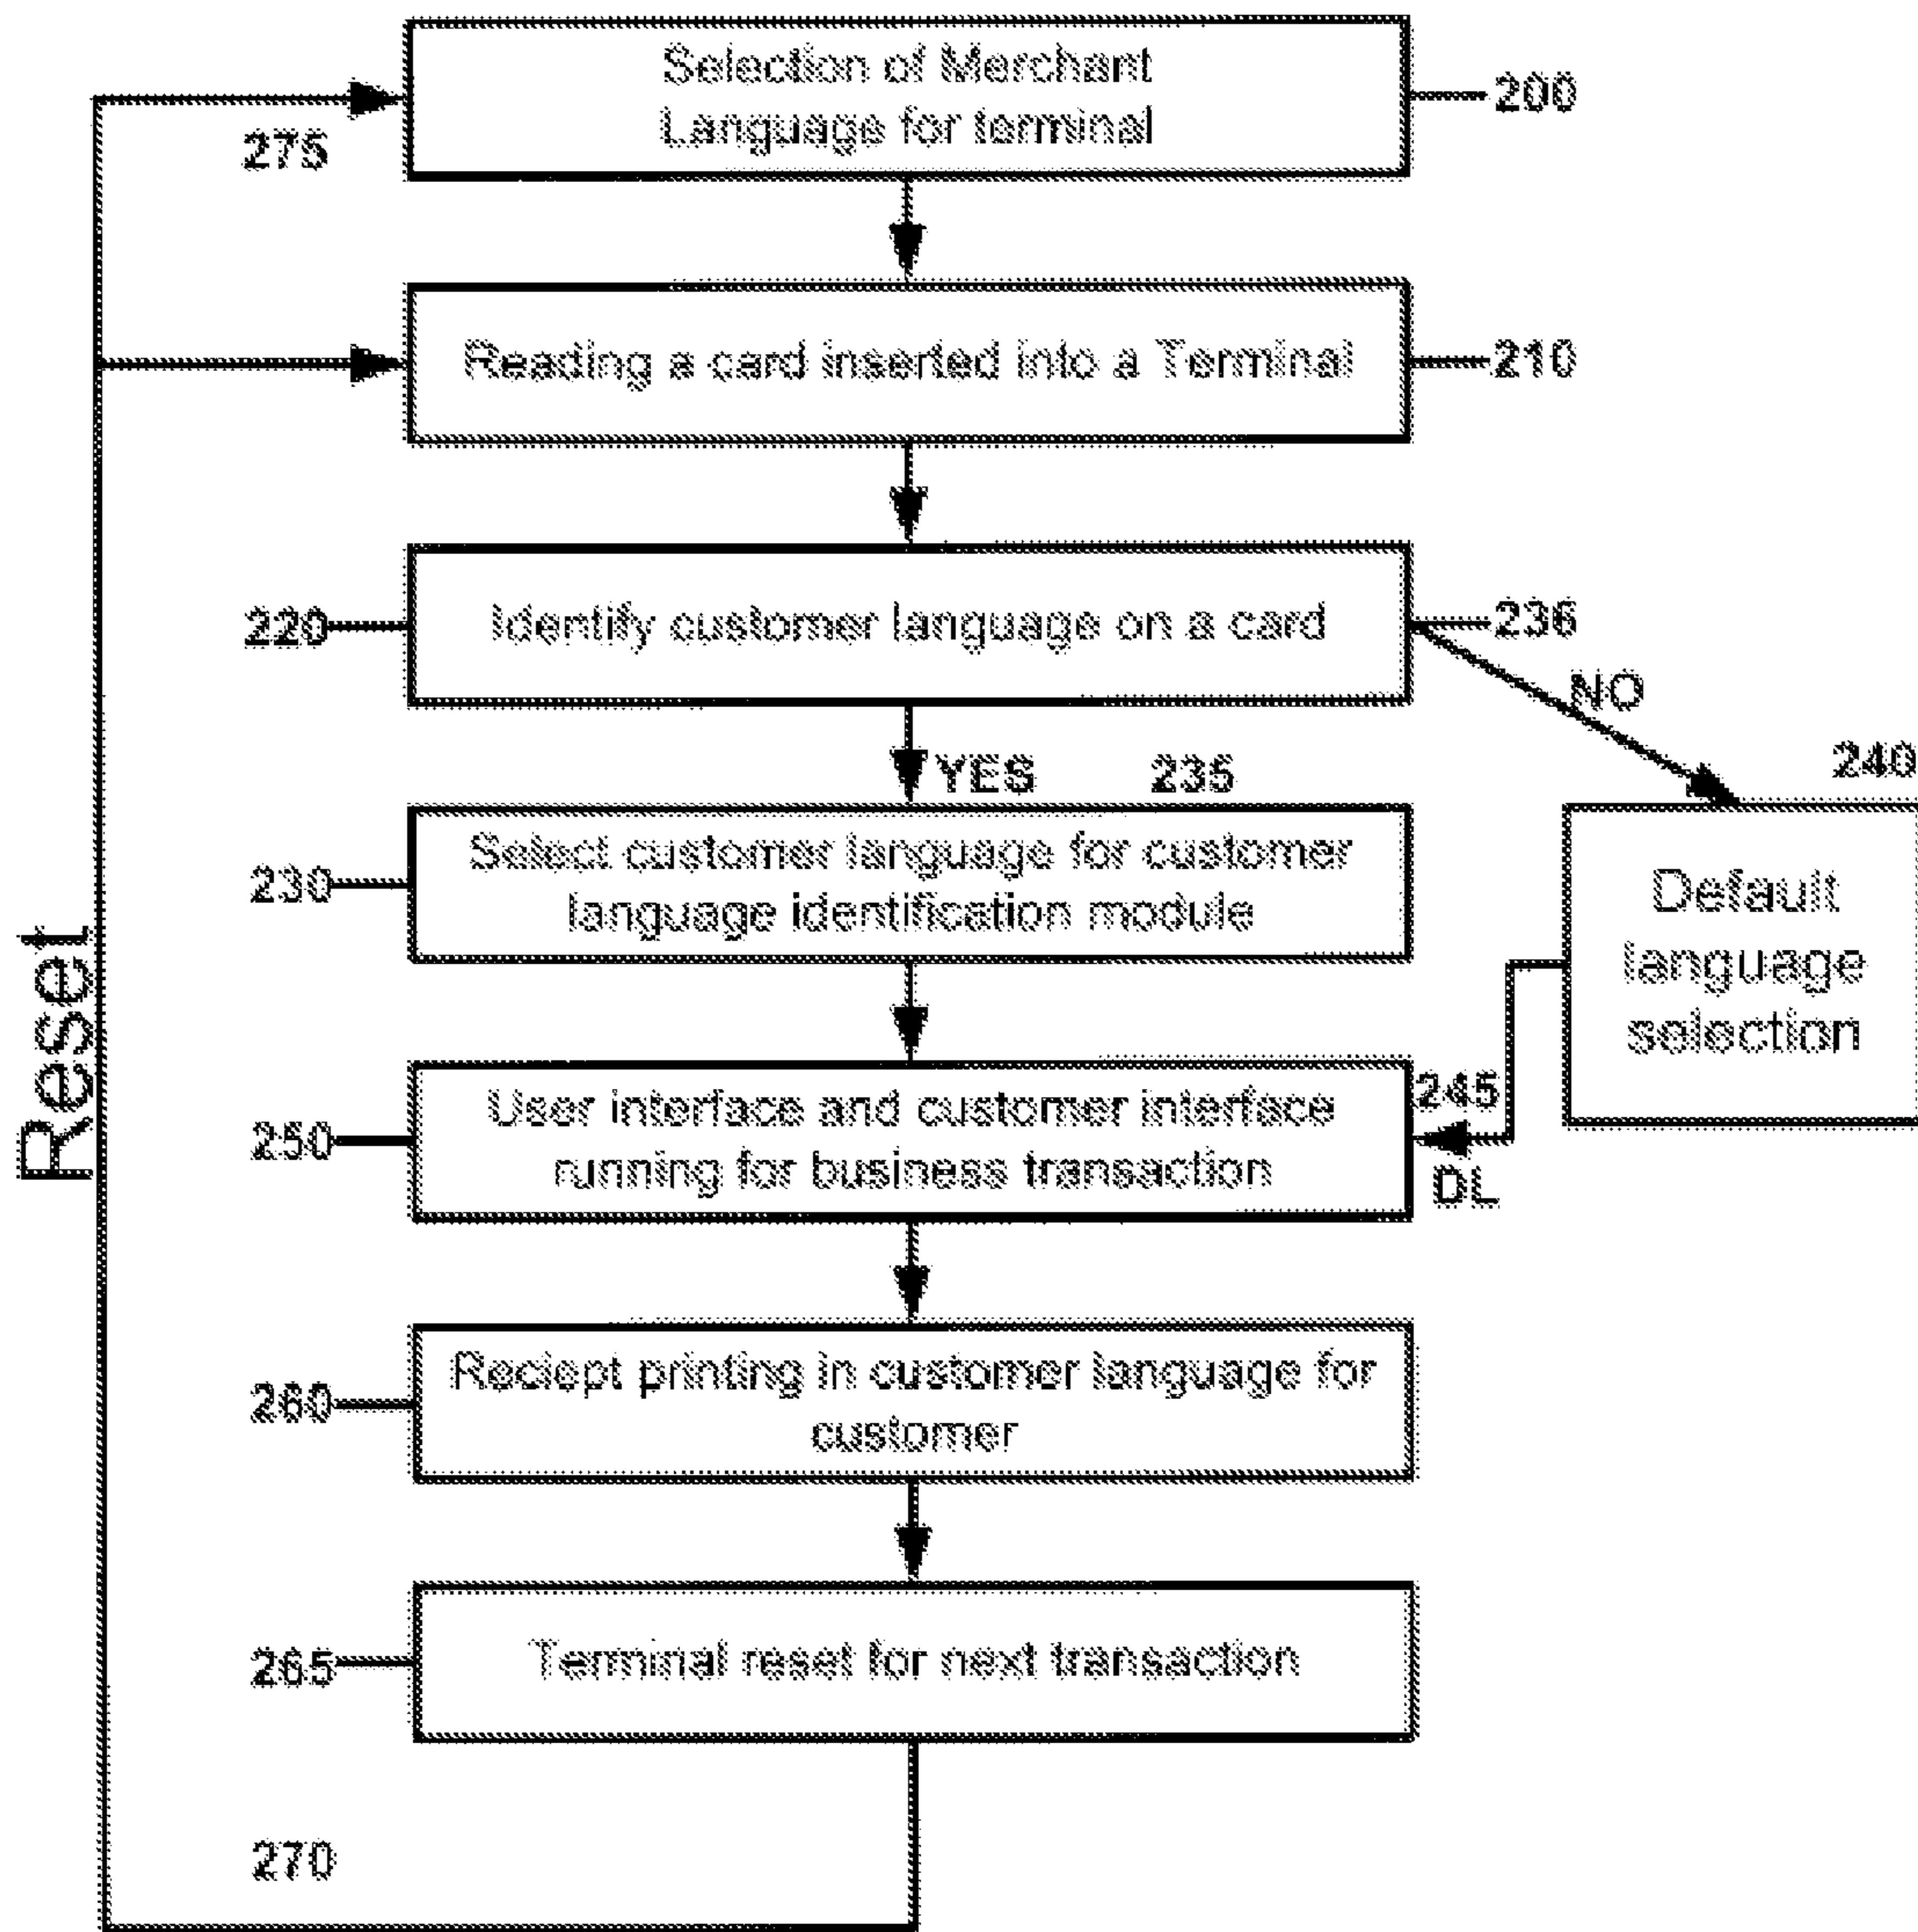 Selection of Merchant
Language for terminal
200
275
Reading a card inserted into a Terminal
210
220
Identify customer language on a card
236
NO
YES
235
240
230
Select customer language for customer
language identification module
Default
language
selection
Reset
250
User interface and customer interface
running for business transaction
245
DL
260
Reciept printing in customer language for
customer
265
Terminal reset for next transaction
270